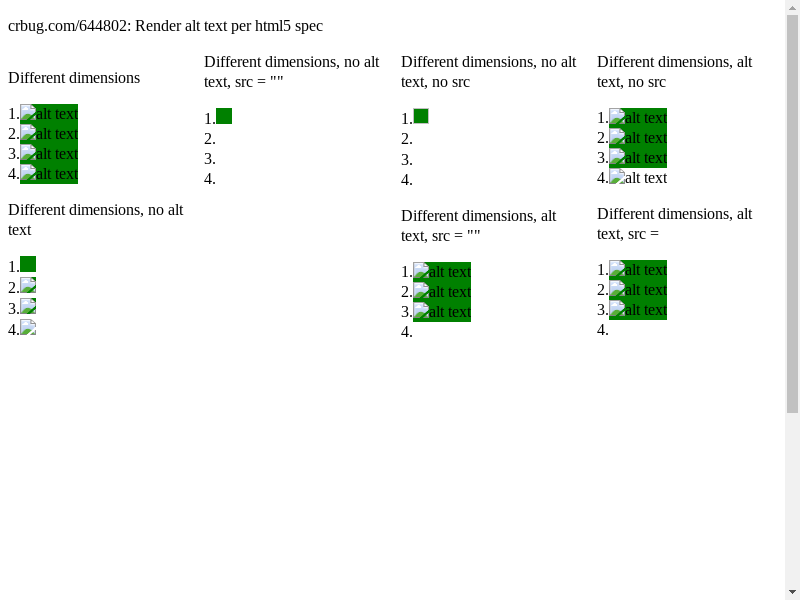 crbug.com/644802: Render alt text per html5 spec
Different dimensions
1.alt text
2.alt text
3.alt text
4.alt text
Different dimensions, no alt
text
1.
2.
3.
4.
Different dimensions, no alt
text, src = ""
1.
2.
3.
4.
Different dimensions, no alt
text, no src
1.
2.
3.
4.
Different dimensions, alt
text, src = ""
1.alt text
2.alt text
3.alt text
4.
Different dimensions, alt
text, no src
1.alt text
2.alt text
3.alt text
4.alt text
Different dimensions, alt
text, src =
1.alt text
2.alt text
3.alt text
4.